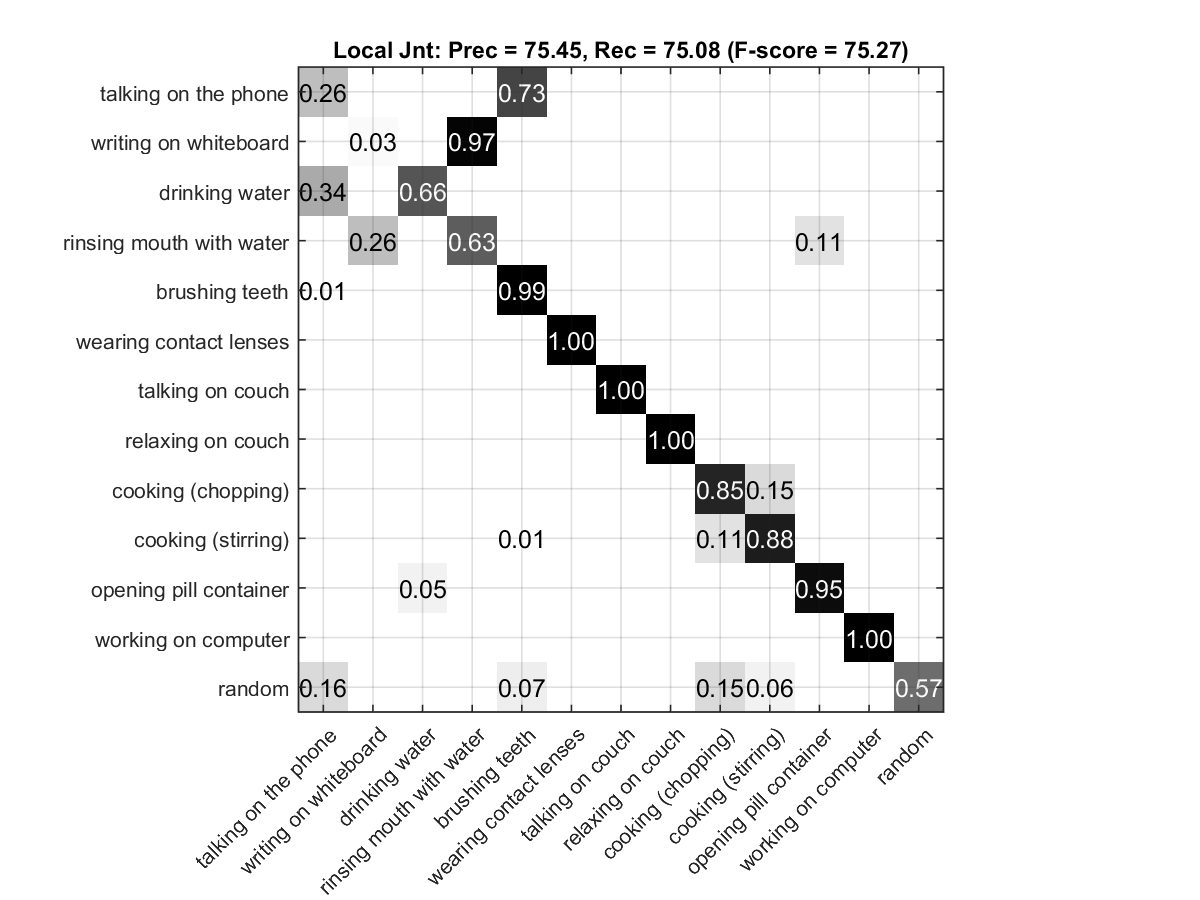 Local Jnt: Prec = 75.45, Rec = 75.08 (F-score = 75.27)
talking on the phone 0.26 0.73
writing on whiteboard 0.03 0.97
drinking water 0.34 0.66
rinsing mouth with water 0.26 0.63 0.11
brushing teeth 0.01 0.99
wearing contact lenses 1.00
talking on couch 1.00
relaxing on couch 1.00
cooking (chopping) 0.85 0.15
cooking (stirring) 0.01 0.11 0.88
opening pill container 0.05 0.95
working on computer 1.00
random 0.16 0.07 0.15 0.06 0.57
talking on the phone
writing on whiteboard
drinking water
rinsing mouth with water
brushing teeth
wearing contact lenses
talking on couch
relaxing on couch
cooking (chopping)
cooking (stirring)
opening pill container
working on computer
random